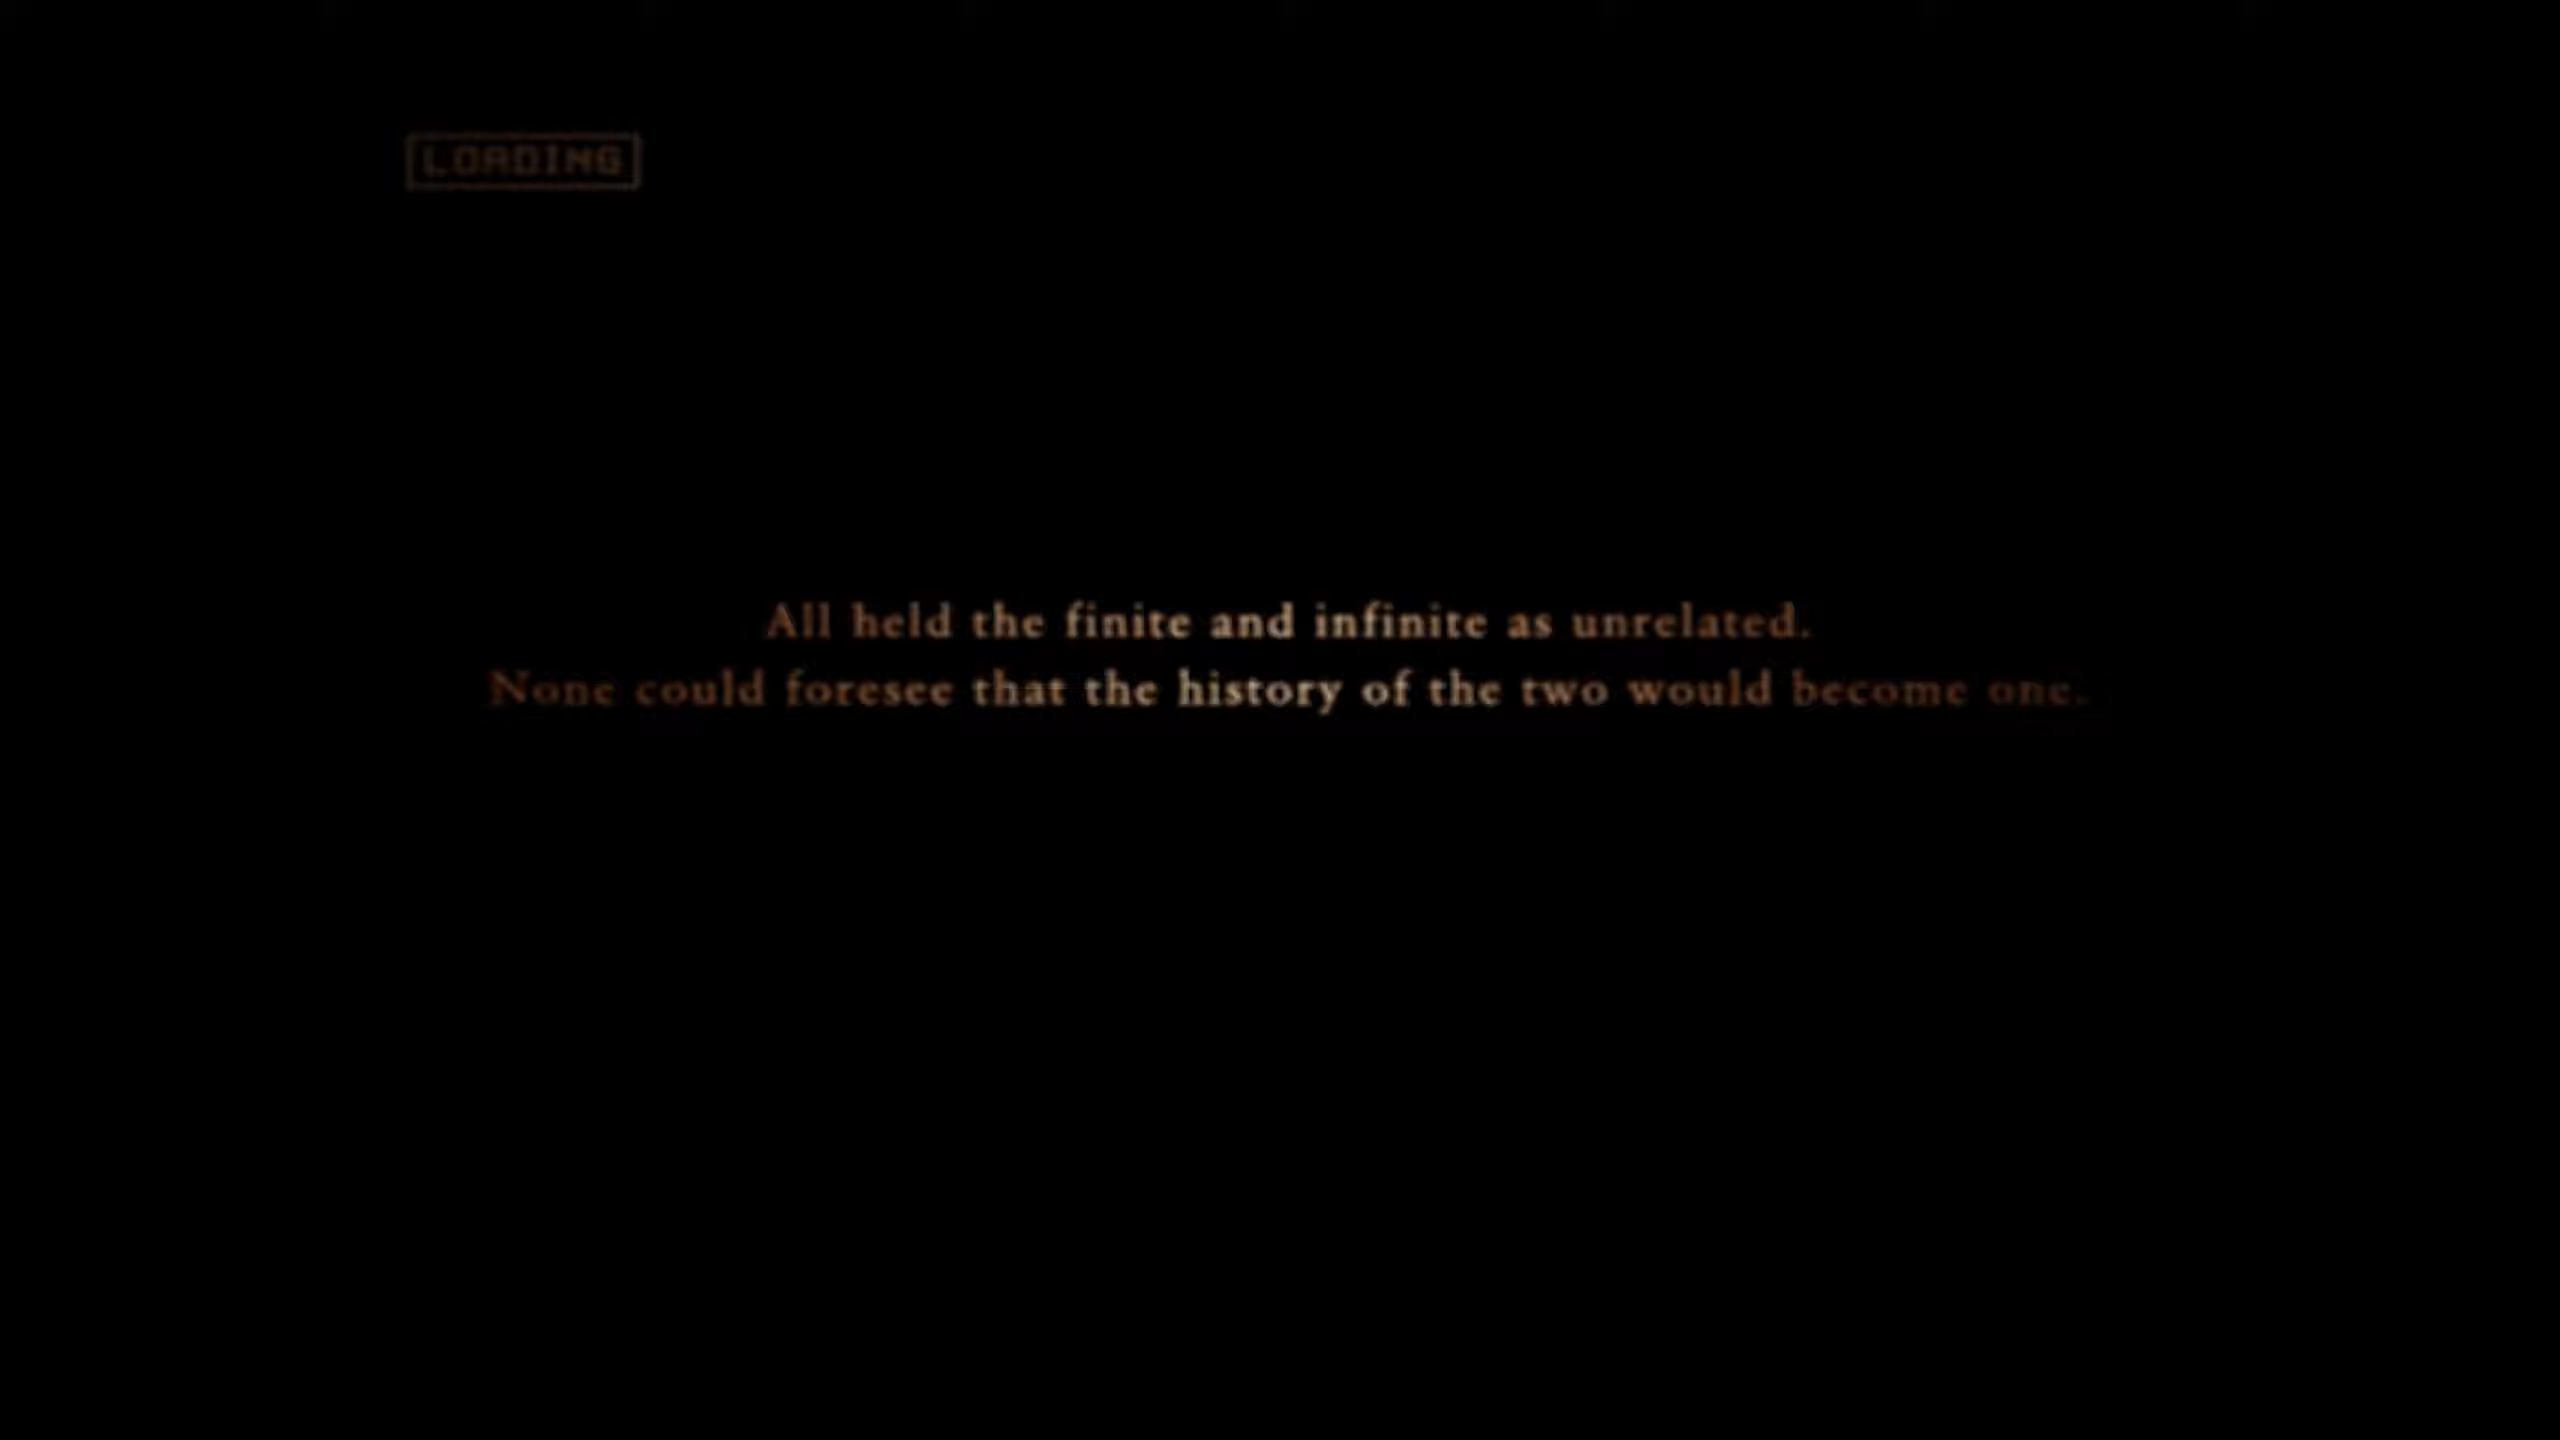 LOADING
All held the finite and infinite as unrelated.
None could foresee that the history of the two would become one.